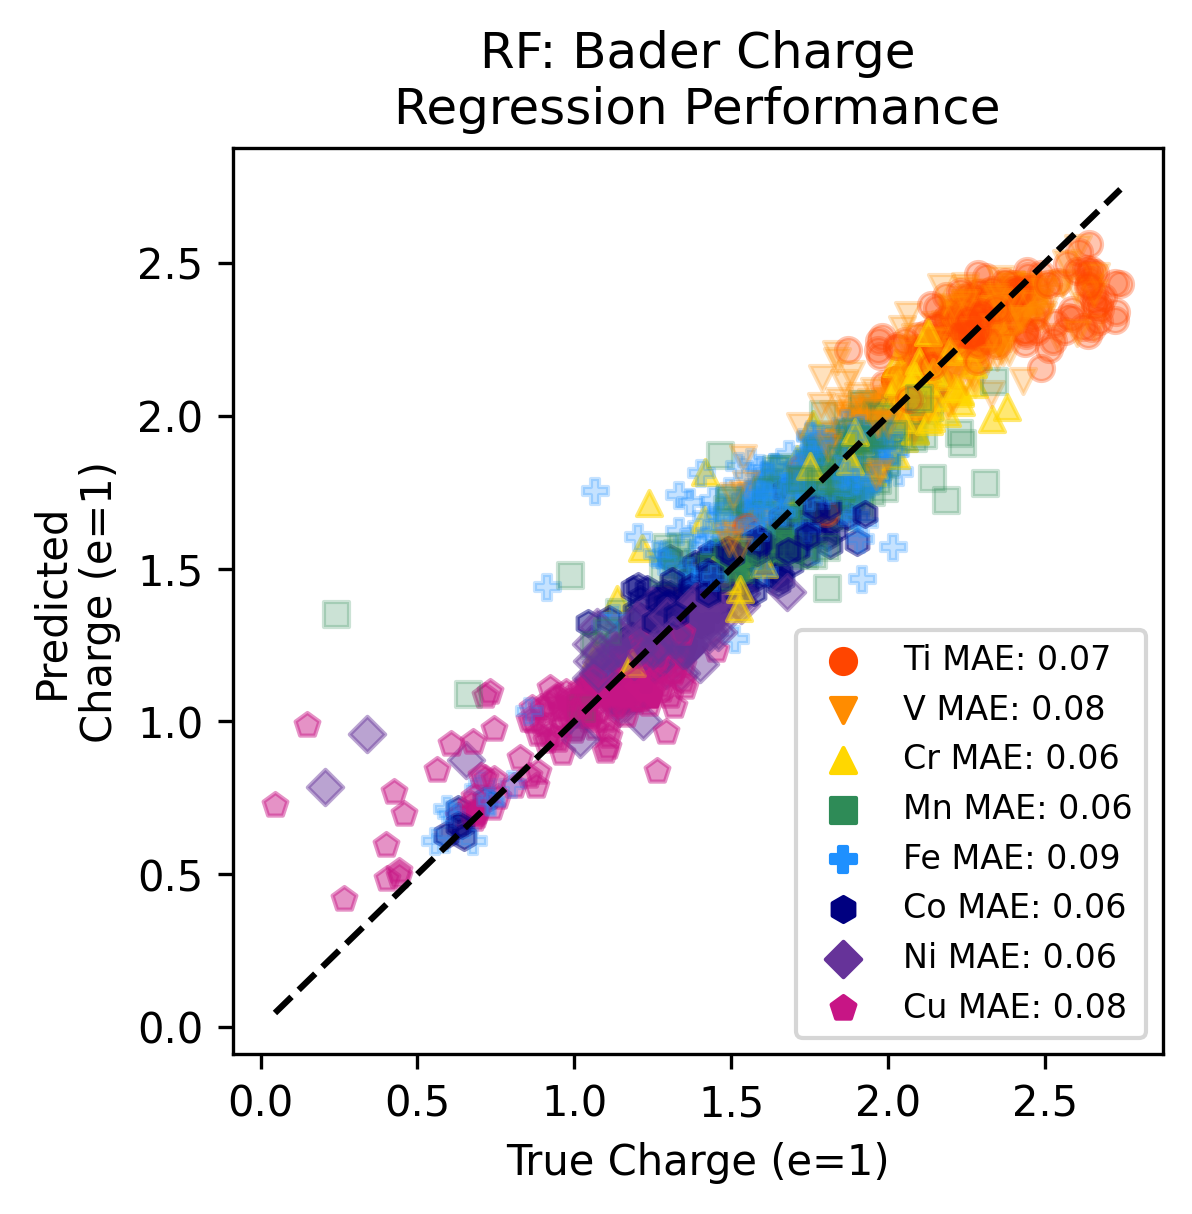 RF: Bader Charge
Regression Performance
Predicted
Charge (e=1)
2.5
2.0
1.5
1.0
0.5
0.0
0.0 0.5 1.0 1.5 2.0 2.5
True Charge (e=1)
Ti MAE: 0.07
V MAE: 0.08
Cr MAE: 0.06
Mn MAE: 0.06
Fe MAE: 0.09
Co MAE: 0.06
Ni MAE: 0.06
Cu MAE: 0.08